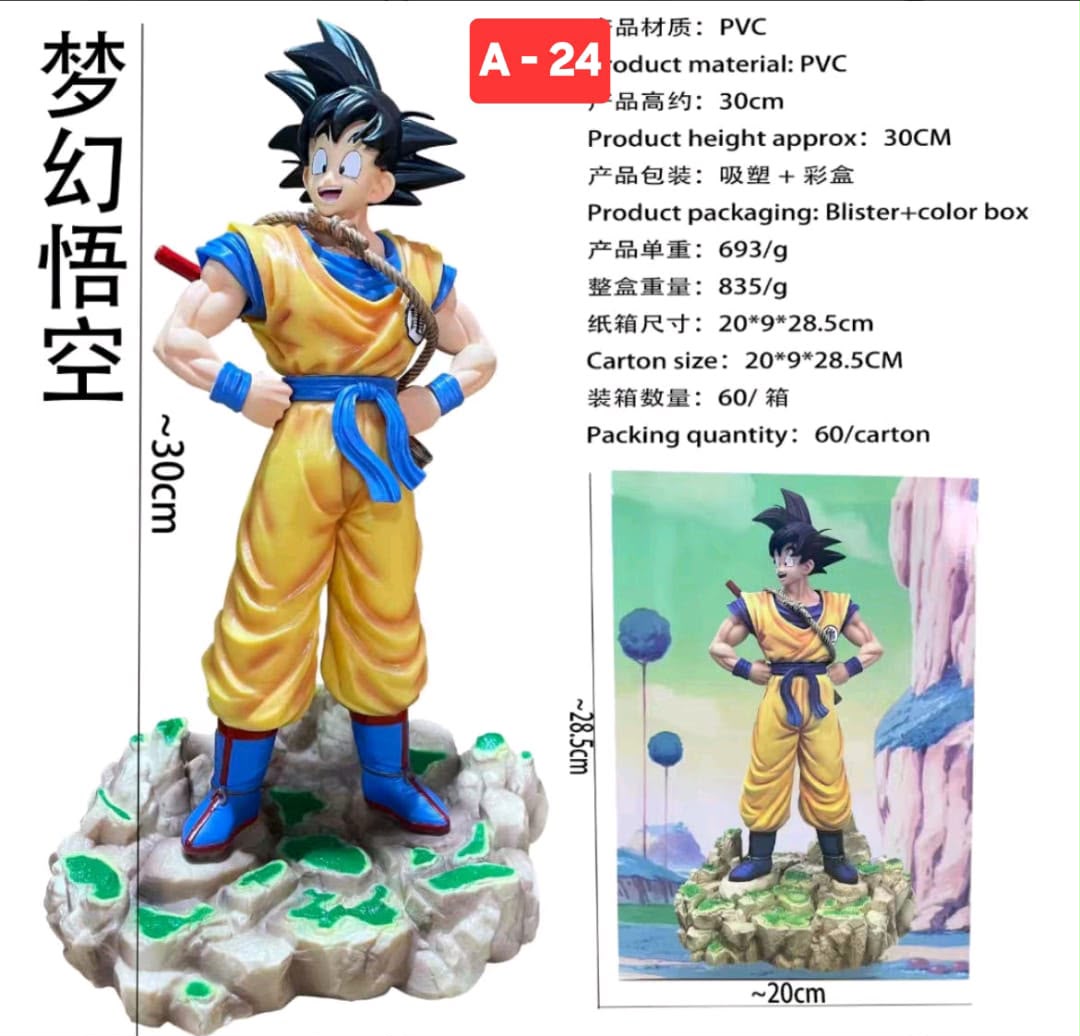 梦幻悟空
A - 24
产品材质：PVC
roduct material: PVC
产品高约：30cm
Product height approx：30CM
产品包装：吸塑 + 彩盒
Product packaging: Blister+color box
产品单重：693/g
整盒重量：835/g
纸箱尺寸：20*9*28.5cm
Carton size：20*9*28.5CM
装箱数量：60/ 箱
Packing quantity：60/carton
~30cm
~28.5cm
~20cm